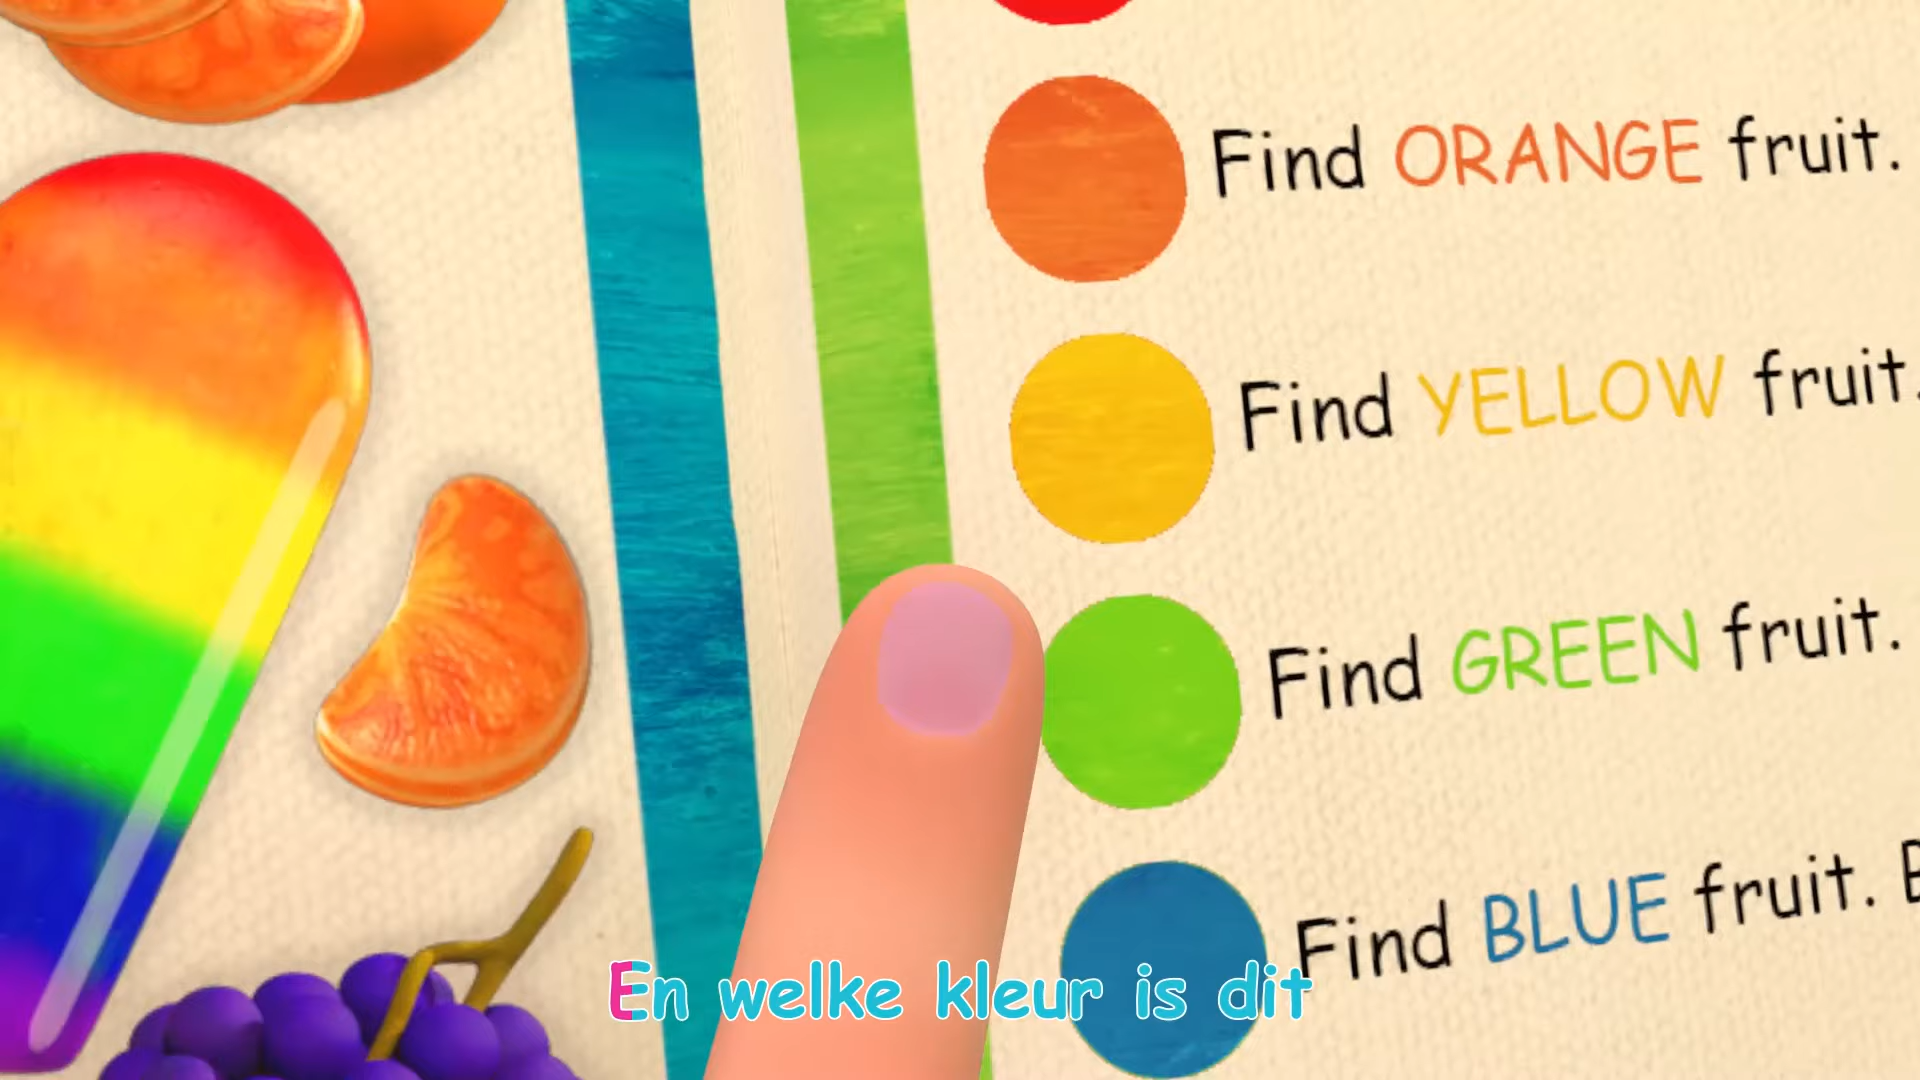 Find ORANGE fruit.
Find YELLOW fruit.
Find GREEN fruit.
Find BLUE fruit.
En welke kleur is dit